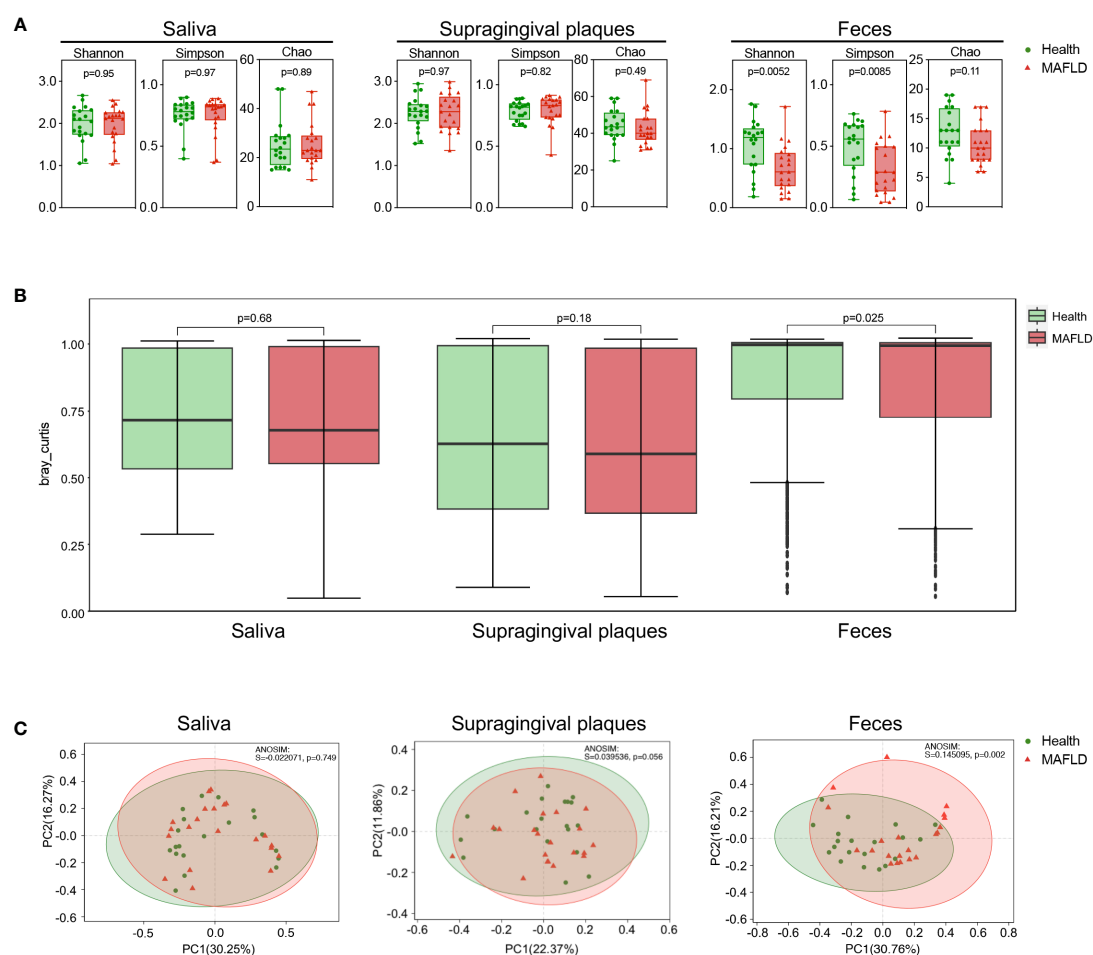 A
Saliva
Supragingival plaques
Feces
Shannon
Simpson
Chao
Shannon
Simpson
Chao
Shannon
Simpson
Chao
Health
MAFLD
p=0.95
p=0.97
p=0.89
p=0.97
p=0.82
p=0.49
p=0.0052
p=0.0085
p=0.11
3.0
2.0
1.0
0.0
1.0
0.5
0.0
60
40
20
0
3.0
2.0
1.0
0.0
1.0
0.5
0.0
80
60
40
20
0
2.0
1.0
0.0
1.0
0.5
0.0
25
20
15
10
5
0
B
p=0.68
p=0.18
p=0.025
Health
MAFLD
bray_curtis
1.00
0.75
0.50
0.25
0.00
Saliva
Supragingival plaques
Feces
C
Saliva
ANOSIM:
S=-0.022071, p=0.749
PC2(16.27%)
0.6
0.4
0.2
-0.0
-0.2
-0.4
-0.6
-0.5
0.0
0.5
PC1(30.25%)
Supragingival plaques
ANOSIM:
S=0.039536, p=0.056
PC2(11.86%)
0.4
0.2
-0.0
-0.2
-0.4
-0.6
-0.4
-0.2
-0.0
0.2
0.4
0.6
PC1(22.37%)
Feces
ANOSIM:
S=0.145095, p=0.002
PC2(16.21%)
0.6
0.4
0.2
-0.0
-0.2
-0.4
-0.6
-0.8
-0.6
-0.4
-0.2
0.0
0.2
0.4
0.6
0.8
PC1(30.76%)
Health
MAFLD